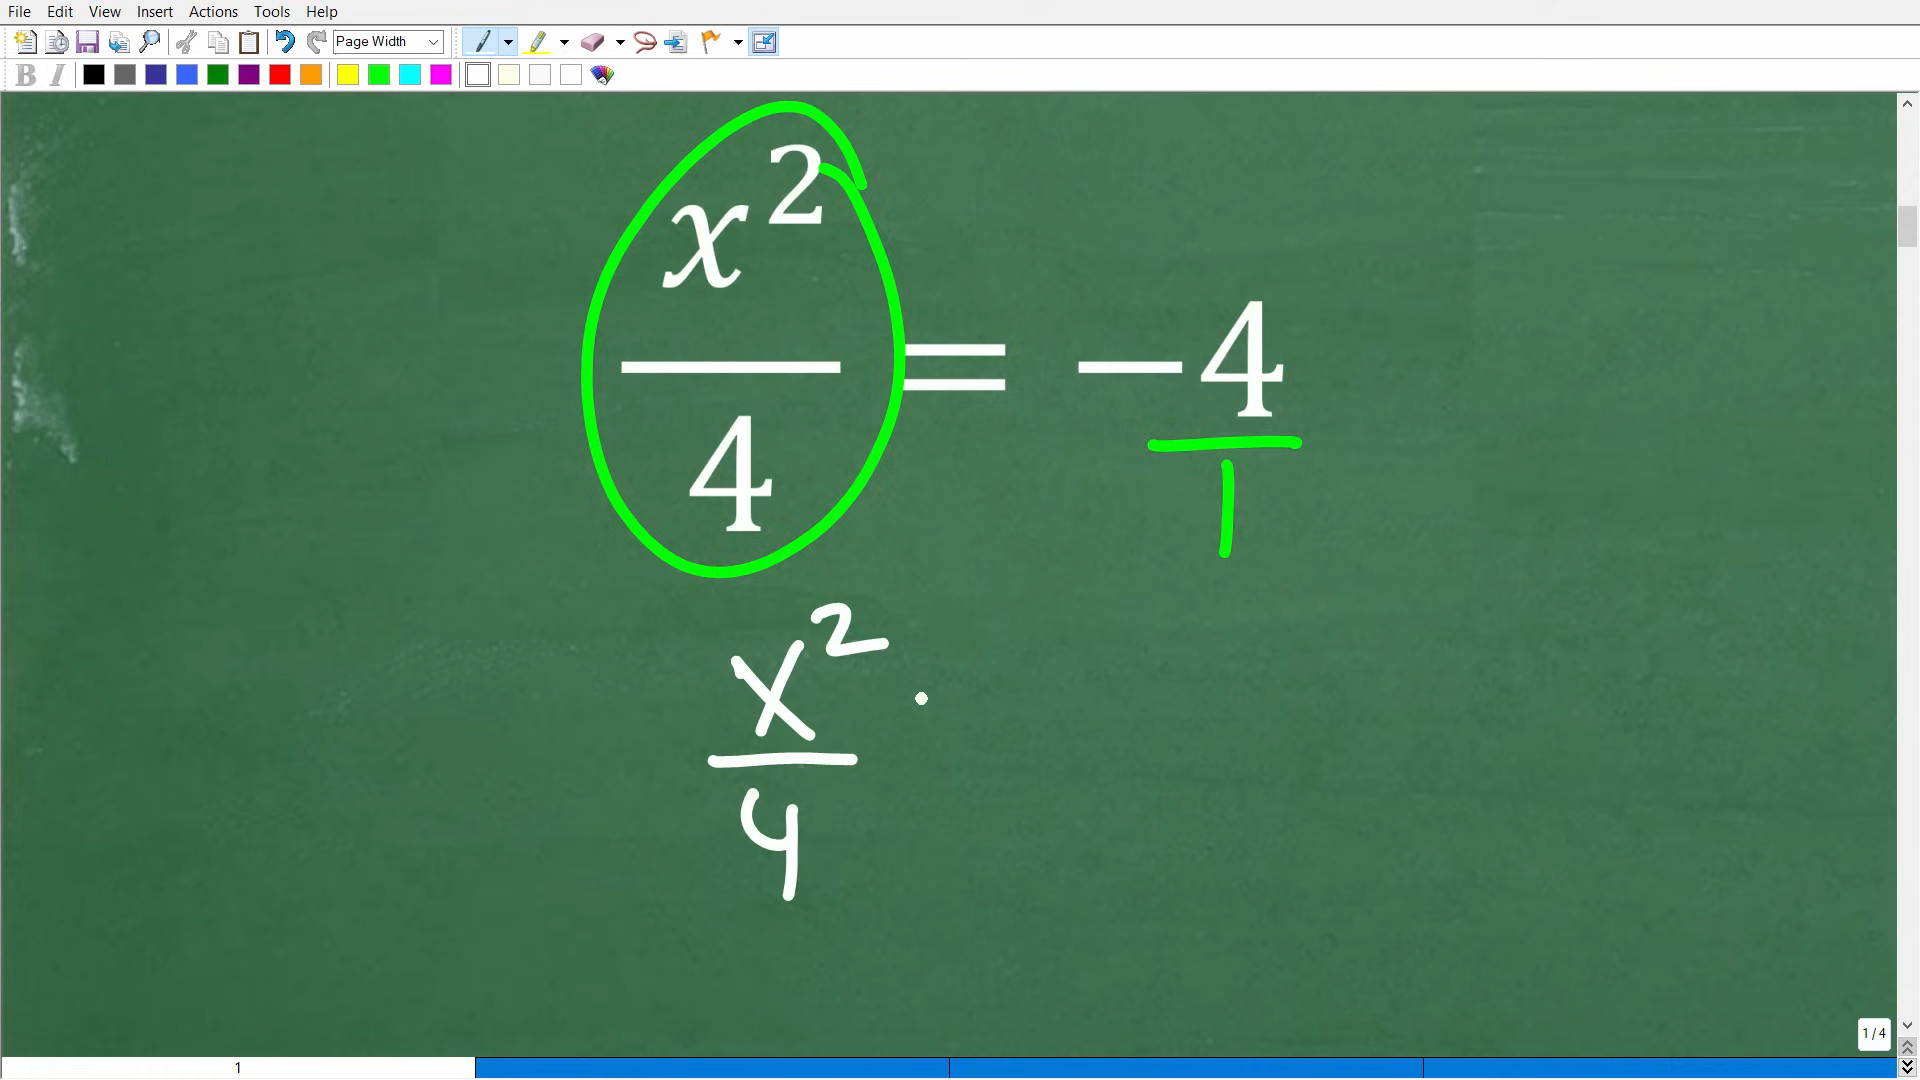 File Edit View Insert Actions Tools Help
Page Width
B I
x² = -4
4 1
x²
4
1 / 4
1